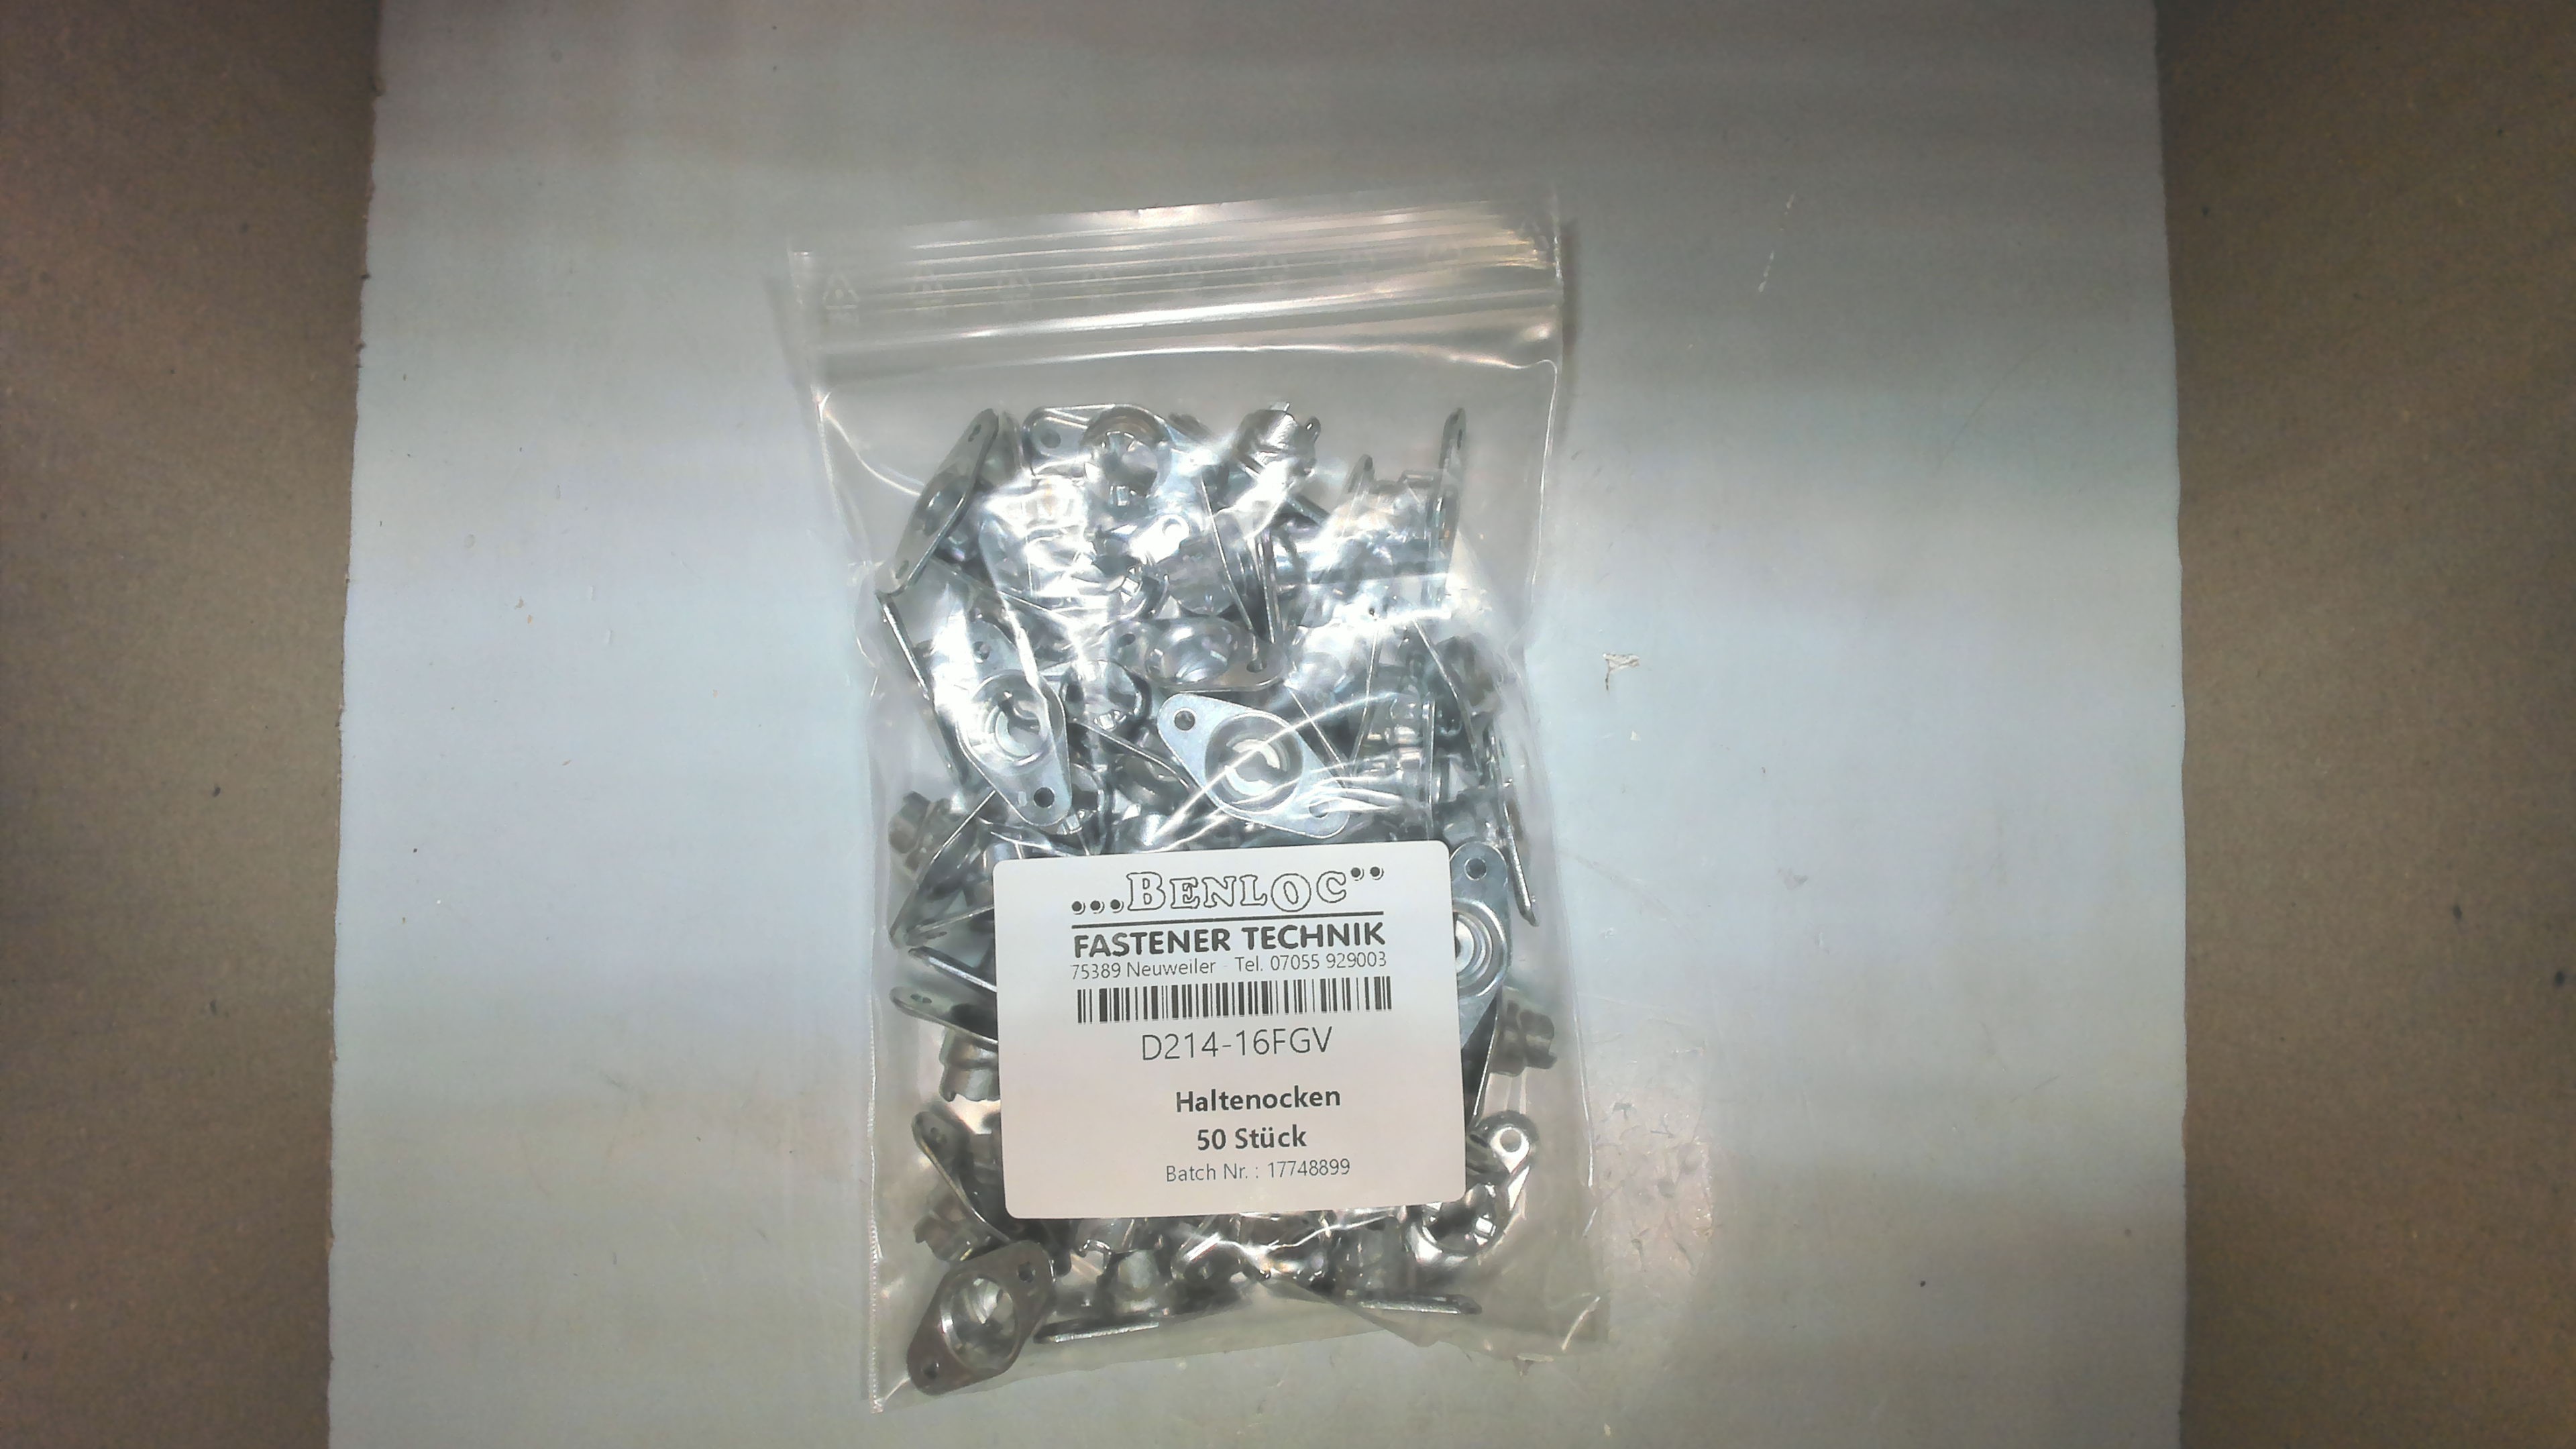 ...BENLOC..
FASTENER TECHNIK
75389 Neuweiler - Tel. 07055 929003
D214-16FGV
Haltenocken
50 Stück
Batch Nr. : 17748899